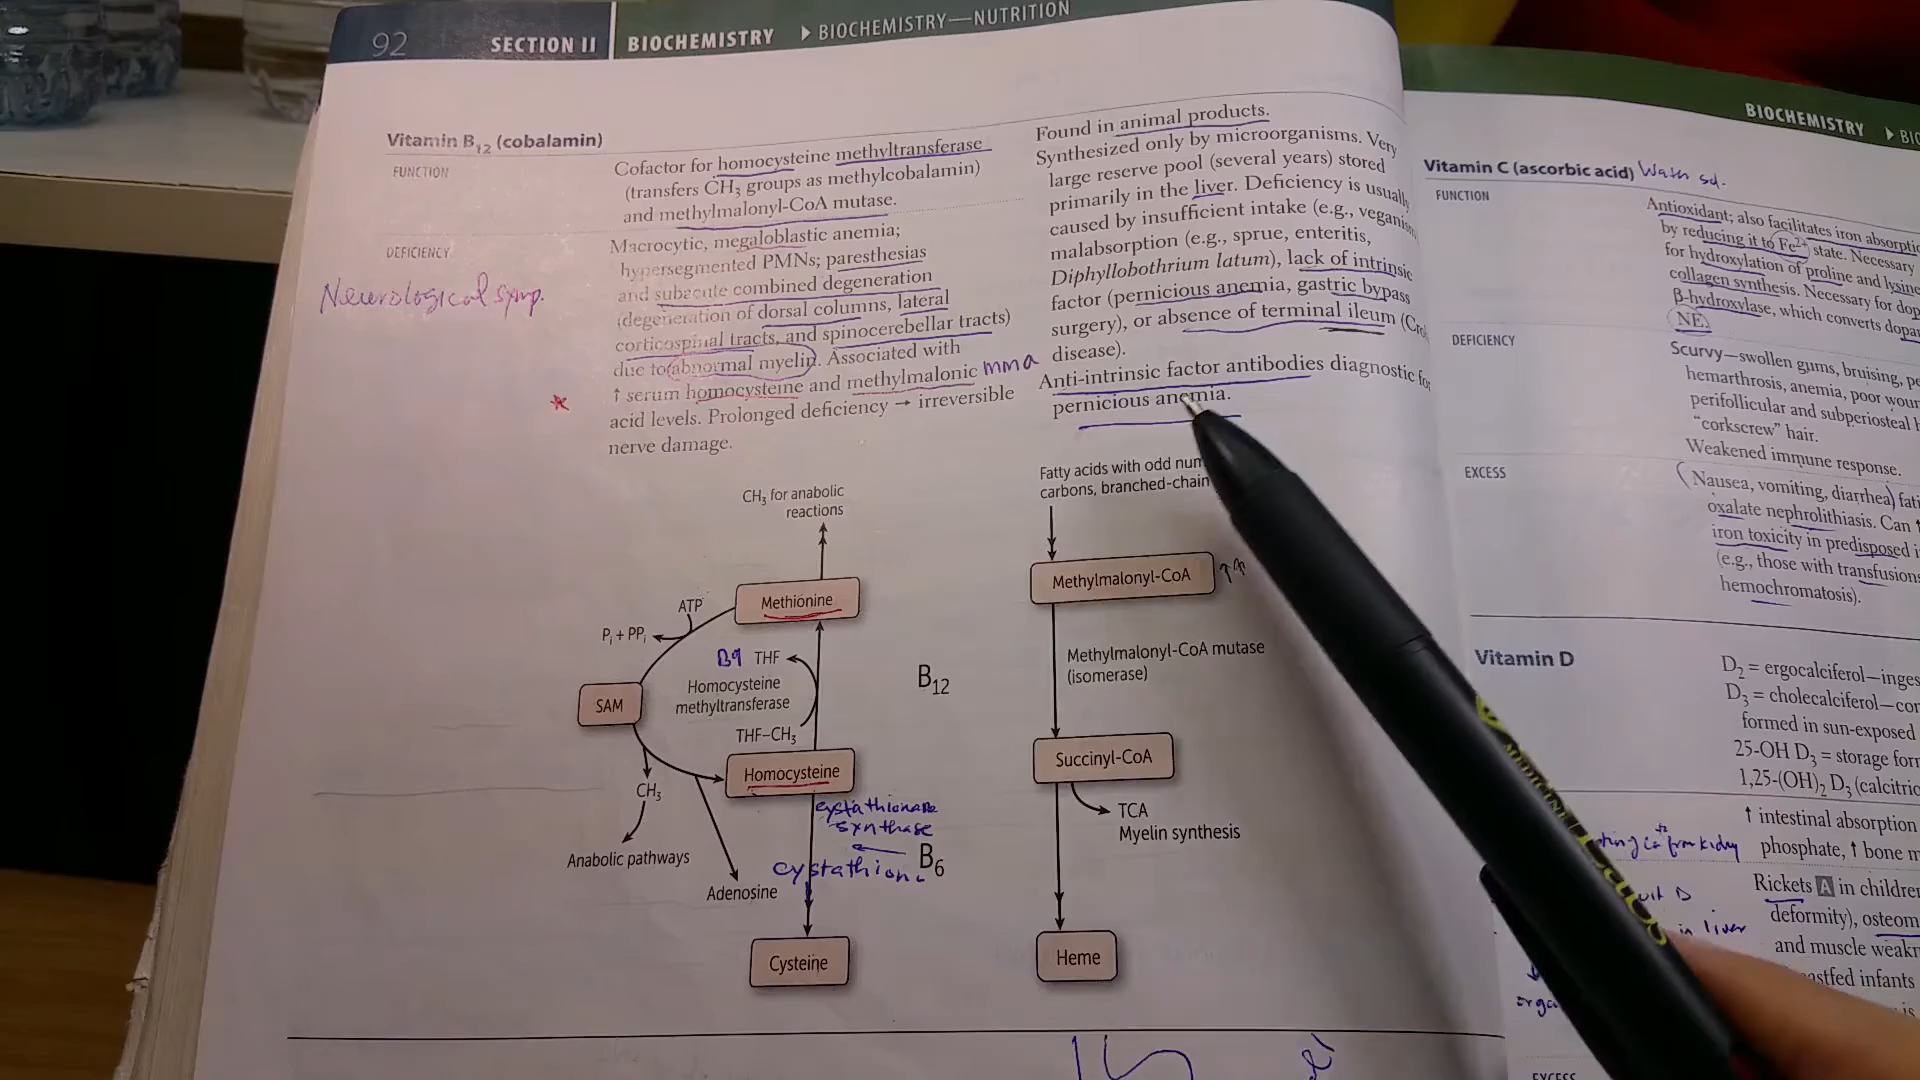 92
SECTION II
BIOCHEMISTRY
▶ BIOCHEMISTRY—NUTRITION
Vitamin B12 (cobalamin)
FUNCTION
Cofactor for homocysteine methyltransferase
(transfers CH3 groups as methylcobalamin)
and methylmalonyl-CoA mutase.
DEFICIENCY
Macrocytic, megaloblastic anemia;
hypersegmented PMNs; paresthesias
and subacute combined degeneration
(degeneration of dorsal columns, lateral
corticospinal tracts, and spinocerebellar tracts)
due to abnormal myelin. Associated with
↑ serum homocysteine and methylmalonic
acid levels. Prolonged deficiency → irreversible
nerve damage.
Neurological symp.
mma
Found in animal products.
Synthesized only by microorganisms. Very
large reserve pool (several years) stored
primarily in the liver. Deficiency is usually
caused by insufficient intake (e.g., veganis
malabsorption (e.g., sprue, enteritis,
Diphyllobothrium latum), lack of intrinsic
factor (pernicious anemia, gastric bypass
surgery), or absence of terminal ileum (Cro
disease).
Anti-intrinsic factor antibodies diagnostic for
pernicious anemia.
CH3 for anabolic
reactions
Methionine
ATP
Pi + PPi
B9 THF
Homocysteine
methyltransferase
THF–CH3
SAM
Homocysteine
CH3
Anabolic pathways
Adenosine
cystathionine
synthase
B6
cystathion
Cysteine
B12
Fatty acids with odd num
carbons, branched-chain
Methylmalonyl-CoA ↑↑
Methylmalonyl-CoA mutase
(isomerase)
Succinyl-CoA
TCA
Myelin synthesis
Heme
BIOCHEMISTRY
▶ BIO
Vitamin C (ascorbic acid)
FUNCTION
Antioxidant; also facilitates iron absorptio
by reducing it to Fe2+ state. Necessary
for hydroxylation of proline and lysine
collagen synthesis. Necessary for dop
β-hydroxylase, which converts dopa
NE.
DEFICIENCY
Scurvy—swollen gums, bruising, pe
hemarthrosis, anemia, poor woun
perifollicular and subperiosteal h
“corkscrew” hair.
Weakened immune response.
EXCESS
Nausea, vomiting, diarrhea, fati
oxalate nephrolithiasis. Can ↑
iron toxicity in predisposed i
(e.g., those with transfusion
hemochromatosis).
Vitamin D
D2 = ergocalciferol—inges
D3 = cholecalciferol—con
formed in sun-exposed
25-OH D3 = storage for
1,25-(OH)2 D3 (calcitric
↑ intestinal absorption
phosphate, ↑ bone m
from kidney
in liver
Rickets A in children
deformity), osteom
and muscle weakn
astfed infants
EXCESS